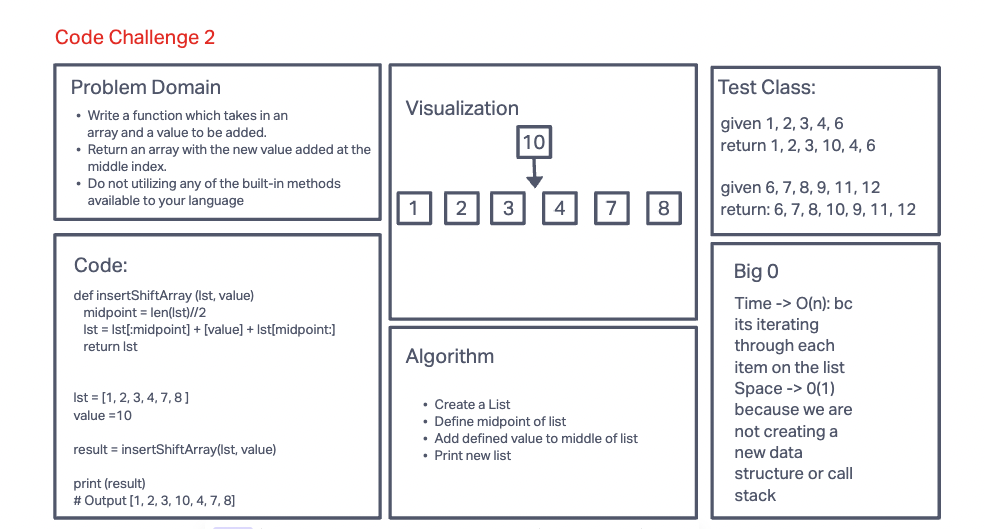 Code Challenge 2
Problem Domain
• Write a function which takes in an
array and a value to be added.
• Return an array with the new value added at the
middle index.
• Do not utilizing any of the built-in methods
available to your language
Visualization
10
1 2 3 4 7 8
Test Class:
given 1, 2, 3, 4, 6
return 1, 2, 3, 10, 4, 6
given 6, 7, 8, 9, 11, 12
return: 6, 7, 8, 10, 9, 11, 12
Code:
def insertShiftArray (lst, value)
midpoint = len(lst)//2
lst = lst[:midpoint] + [value] + lst[midpoint:]
return lst
lst = [1, 2, 3, 4, 7, 8 ]
value =10
result = insertShiftArray(lst, value)
print (result)
# Output [1, 2, 3, 10, 4, 7, 8]
Algorithm
• Create a List
• Define midpoint of list
• Add defined value to middle of list
• Print new list
Big 0
Time -> O(n): bc
its iterating
through each
item on the list
Space -> 0(1)
because we are
not creating a
new data
structure or call
stack